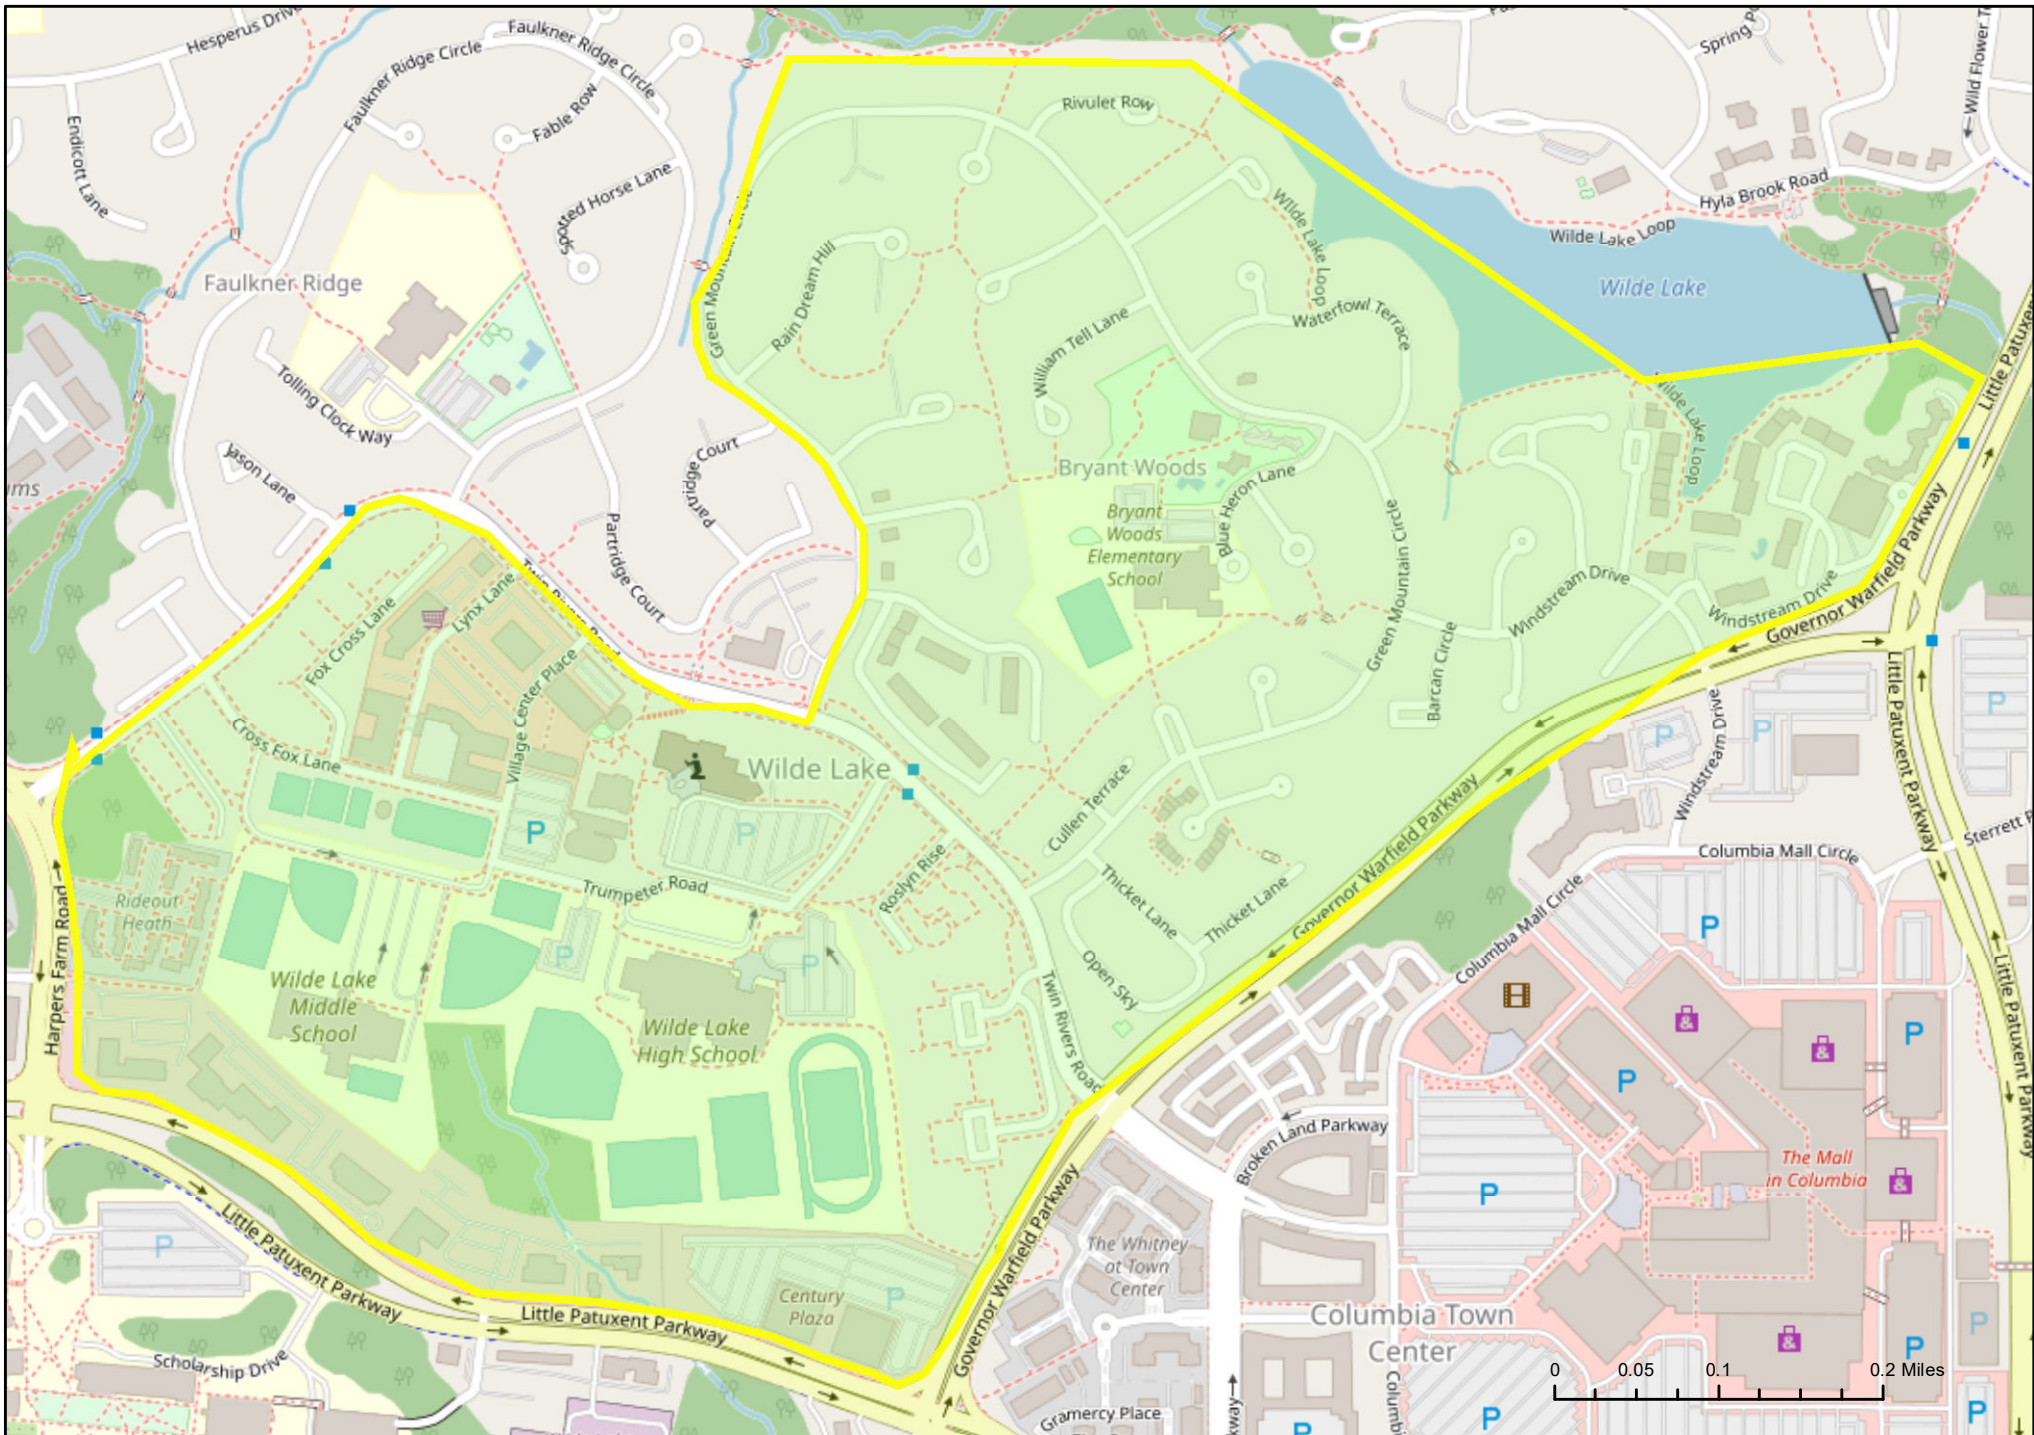 Hesperus Drive
Faulkner Ridge Circle
Faulkner Ridge Circle
Fable Row
Endicott Lane
Spotted Horse Lane
Faulkner Ridge
Tolling Clock Way
Jason Lane
Partridge Court
Partridge Court
Rivulet Row
Green Mountain Circle
Rain Dream Hill
Wilde Lake Loop
Waterfowl Terrace
William Tell Lane
Spring
Wild Flower
Hyla Brook Road
Wilde Lake Loop
Wilde Lake
Wilde Lake Loop
Little Patuxent
Bryant Woods
Blue Heron Lane
Bryant
Woods
Elementary
School
Green Mountain Circle
Windstream Drive
Barcan Circle
Windstream Drive
Governor Warfield Parkway
Governor Warfield Parkway
Little Patuxent Parkway
Windstream Drive
P
P
P
Columbia Mall Circle
Sterrett
Fox Cross Lane
Lynx Lane
Twin Rivers Road
Village Center Place
Cross Fox Lane
P
P
Wilde Lake
Cullen Terrace
Governor Warfield Parkway
Columbia Mall Circle
P
Rideout
Heath
Trumpeter Road
Roslyn Rise
Thicket Lane
Thicket Lane
Open Sky
Harpers Farm Road
Wilde Lake
Middle
School
P
P
Wilde Lake
High School
Twin Rivers Road
P
P
Little Patuxent Parkway
Broken Land Parkway
The Mall
in Columbia
P
Little Patuxent Parkway
P
Little Patuxent Parkway
Century
Plaza
P
Governor Warfield Parkway
The Whitney
at Town
Center
Columbia Town
Center
P
P
Scholarship Drive
Gramercy Place
P
P
P
0 0.05 0.1 0.2 Miles